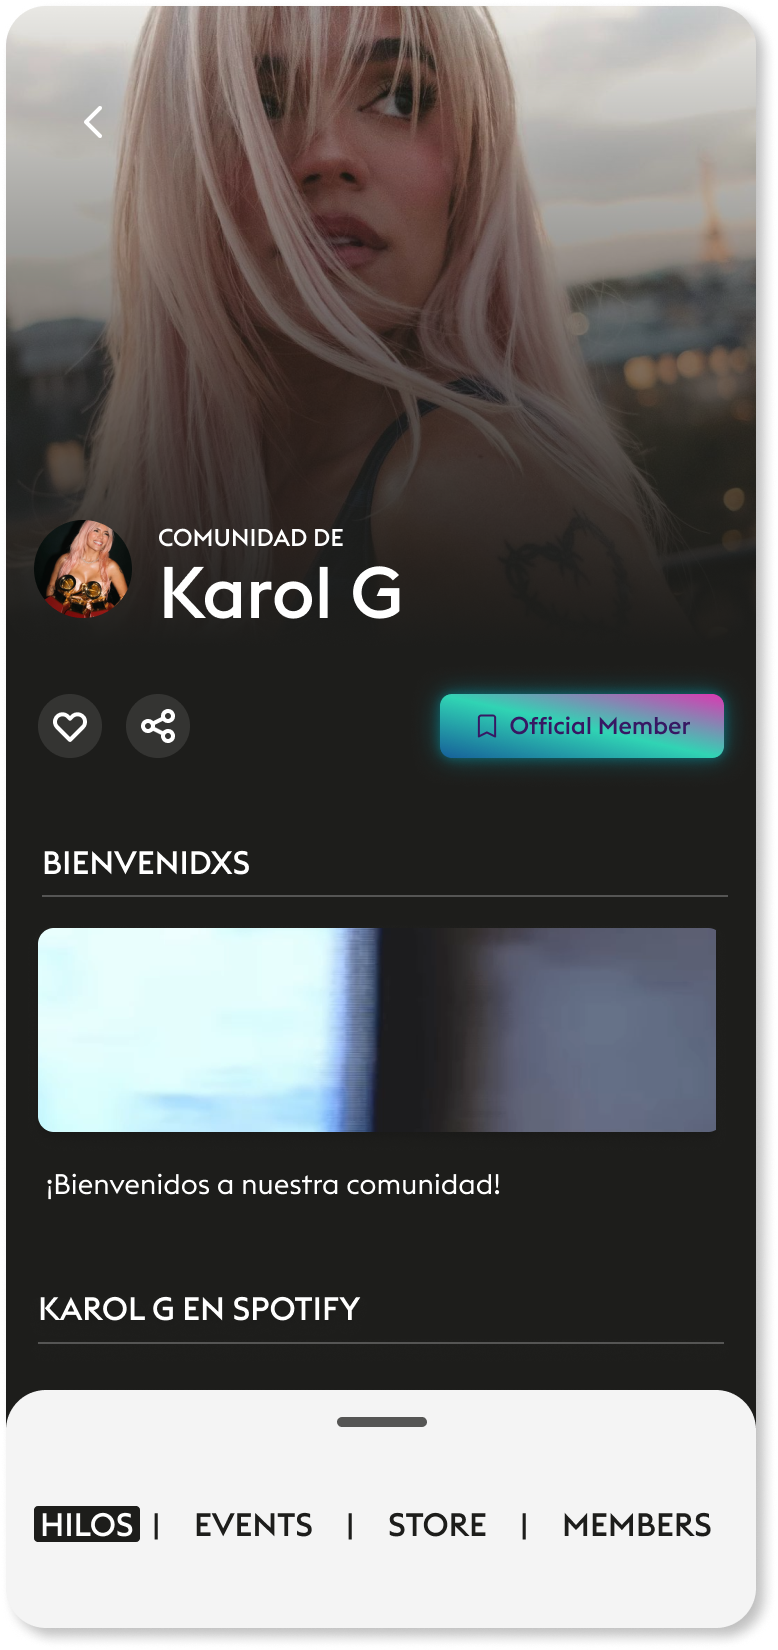 COMUNIDAD DE
Karol G
Official Member
BIENVENIDXS
¡Bienvenidos a nuestra comunidad!
KAROL G EN SPOTIFY
HILOS | EVENTS | STORE | MEMBERS